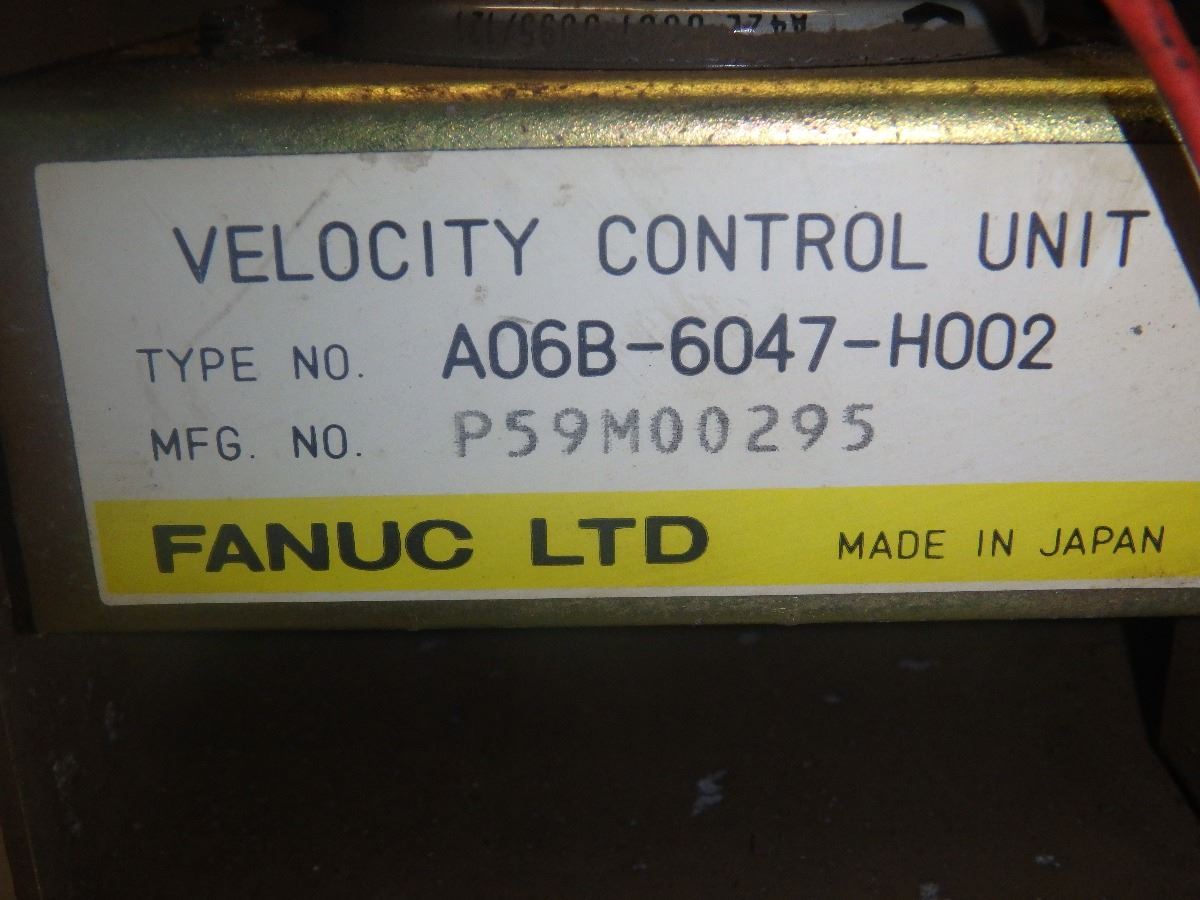 VELOCITY CONTROL UNIT
TYPE NO. A06B-6047-H002
MFG. NO. P59M00295
FANUC LTD MADE IN JAPAN